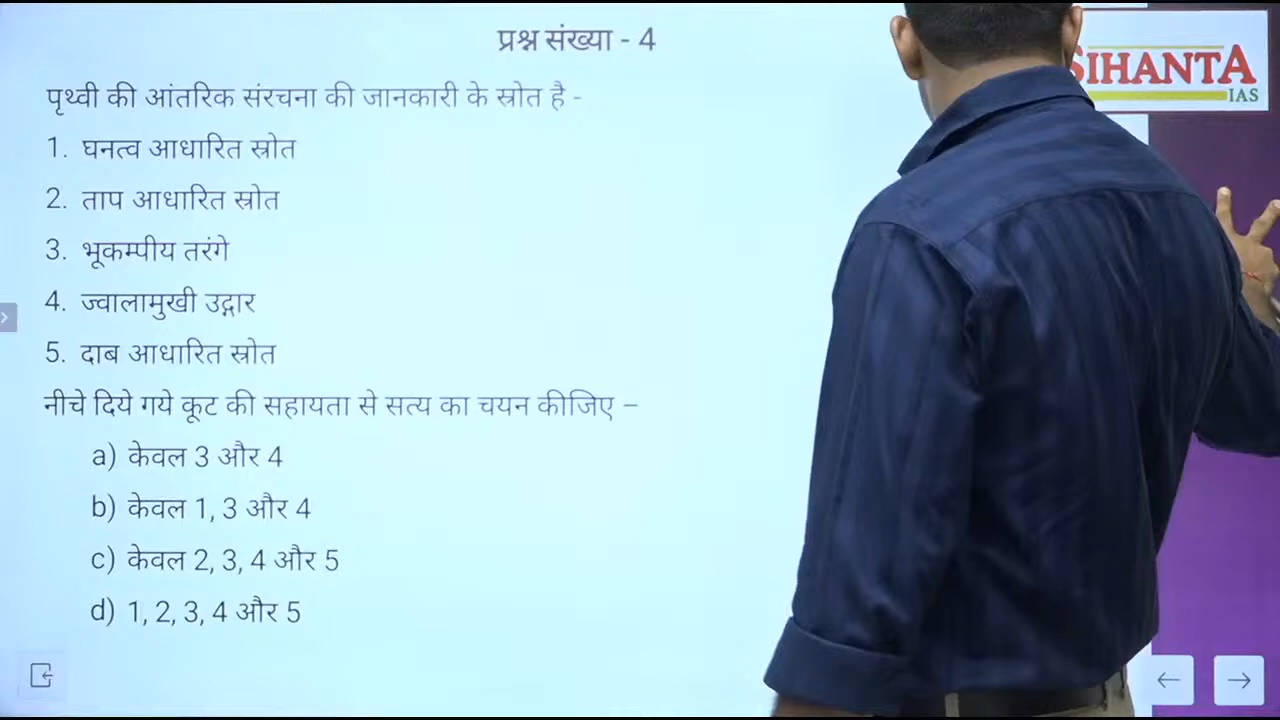 प्रश्न संख्या - 4
SIHANTA
IAS
पृथ्वी की आंतरिक संरचना की जानकारी के स्रोत है -
1. घनत्व आधारित स्रोत
2. ताप आधारित स्रोत
3. भूकम्पीय तरंगे
4. ज्वालामुखी उद्गार
5. दाब आधारित स्रोत
नीचे दिये गये कूट की सहायता से सत्य का चयन कीजिए –
a) केवल 3 और 4
b) केवल 1, 3 और 4
c) केवल 2, 3, 4 और 5
d) 1, 2, 3, 4 और 5